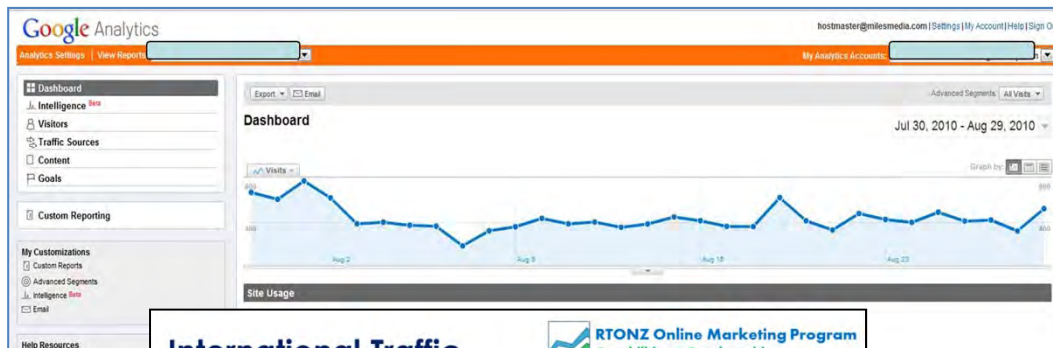 Google Analytics
hostmaster@milesmedia.com | Settings | My Account | Help | Sign O
Analytics Settings | View Reports
My Analytics Accounts:
Dashboard
Intelligence Beta
Visitors
Traffic Sources
Content
Goals
Custom Reporting
My Customizations
Custom Reports
Advanced Segments
Intelligence Beta
Email
Help Resources
Export
Email
Advanced Segments: All Visits
Dashboard
Jul 30, 2010 - Aug 29, 2010
Visits
Graph by:
800
800
400
400
Aug 2
Aug 9
Aug 16
Aug 23
Site Usage
International Traffic
RTONZ Online Marketing Program